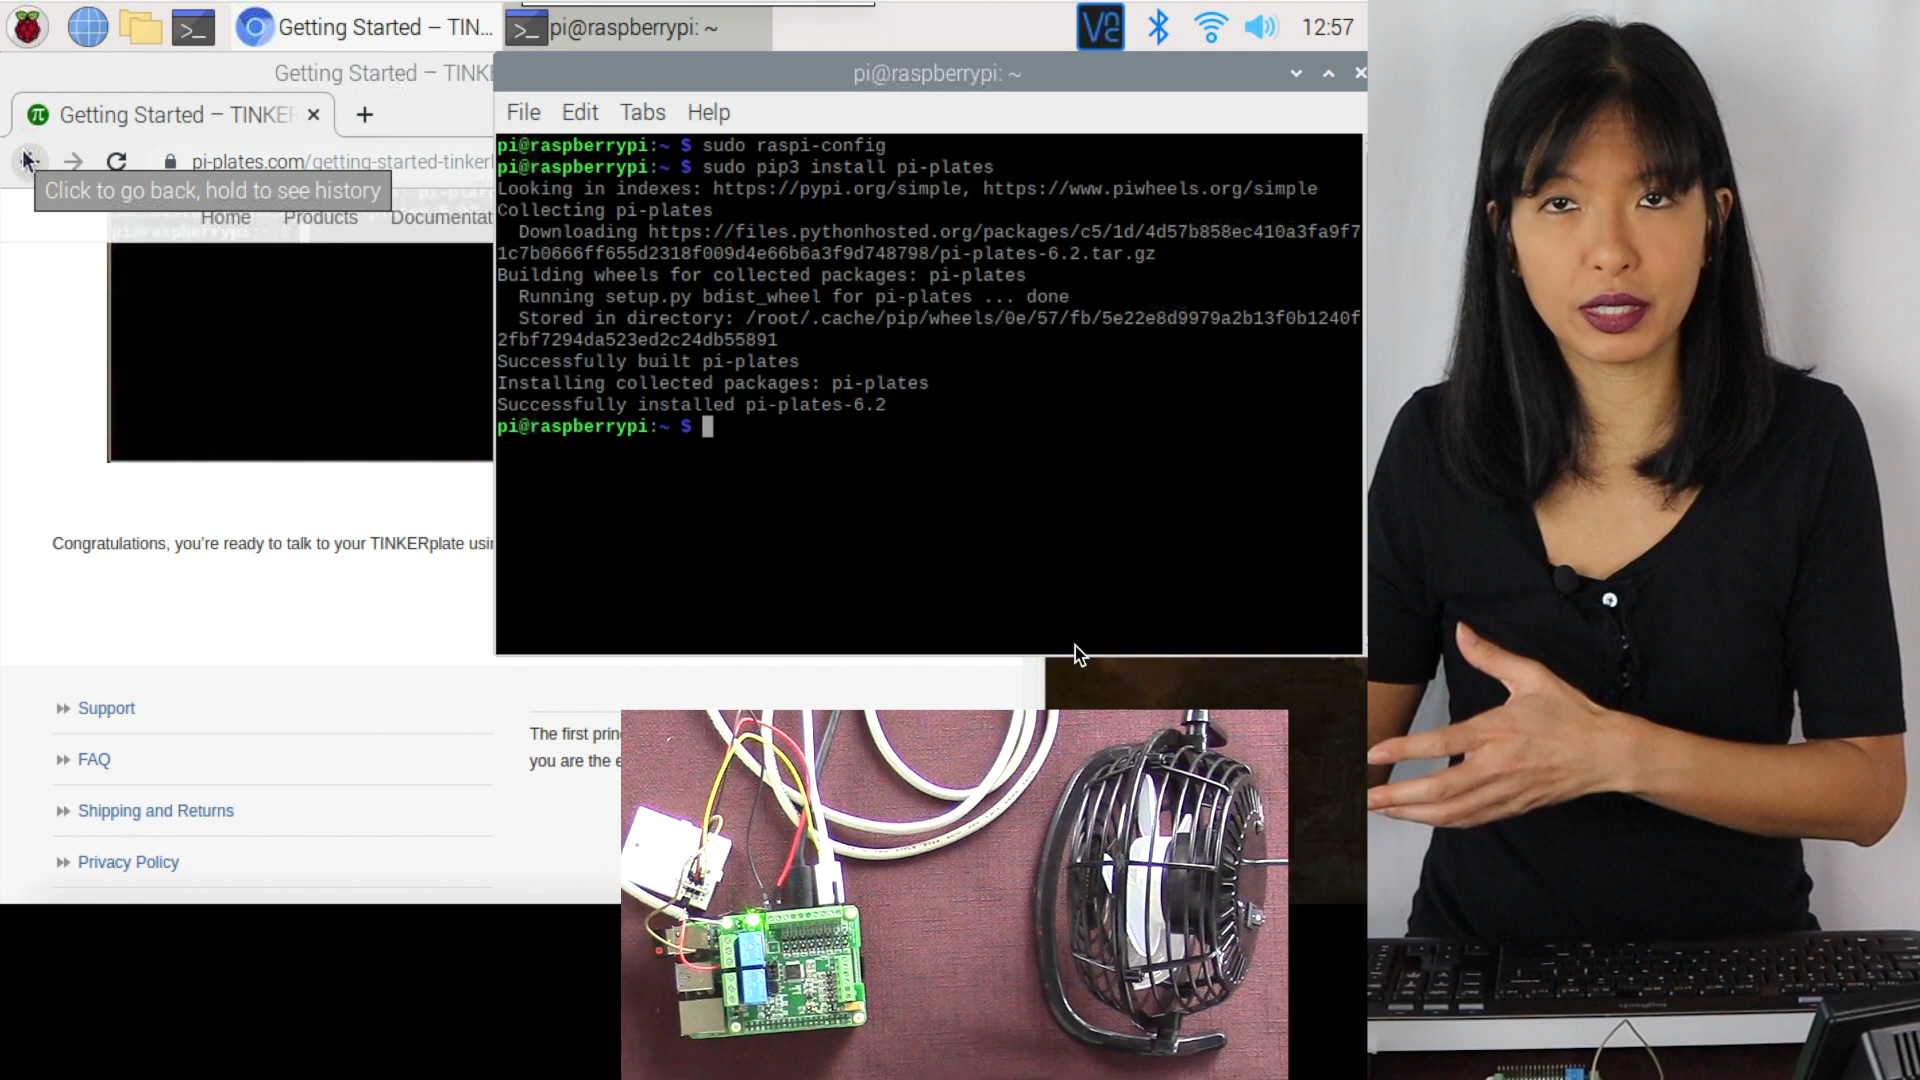 Getting Started – TIN...
pi@raspberrypi: ~
12:57
Getting Started – TINKE
pi@raspberrypi: ~
Getting Started – TINKER
File Edit Tabs Help
pi-plates.com/getting-started-tinker
Click to go back, hold to see history
Home Products Documentat
pi@raspberrypi:~ $ sudo raspi-config
pi@raspberrypi:~ $ sudo pip3 install pi-plates
Looking in indexes: https://pypi.org/simple, https://www.piwheels.org/simple
Collecting pi-plates
Downloading https://files.pythonhosted.org/packages/c5/1d/4d57b858ec410a3fa9f7
1c7b0666ff655d2318f009d4e66b6a3f9d748798/pi-plates-6.2.tar.gz
Building wheels for collected packages: pi-plates
Running setup.py bdist_wheel for pi-plates ... done
Stored in directory: /root/.cache/pip/wheels/0e/57/fb/5e22e8d9979a2b13f0b1240f
2fbf7294da523ed2c24db55891
Successfully built pi-plates
Installing collected packages: pi-plates
Successfully installed pi-plates-6.2
pi@raspberrypi:~ $
Congratulations, you're ready to talk to your TINKERplate usin
Support
FAQ
Shipping and Returns
Privacy Policy
The first prin
you are the e